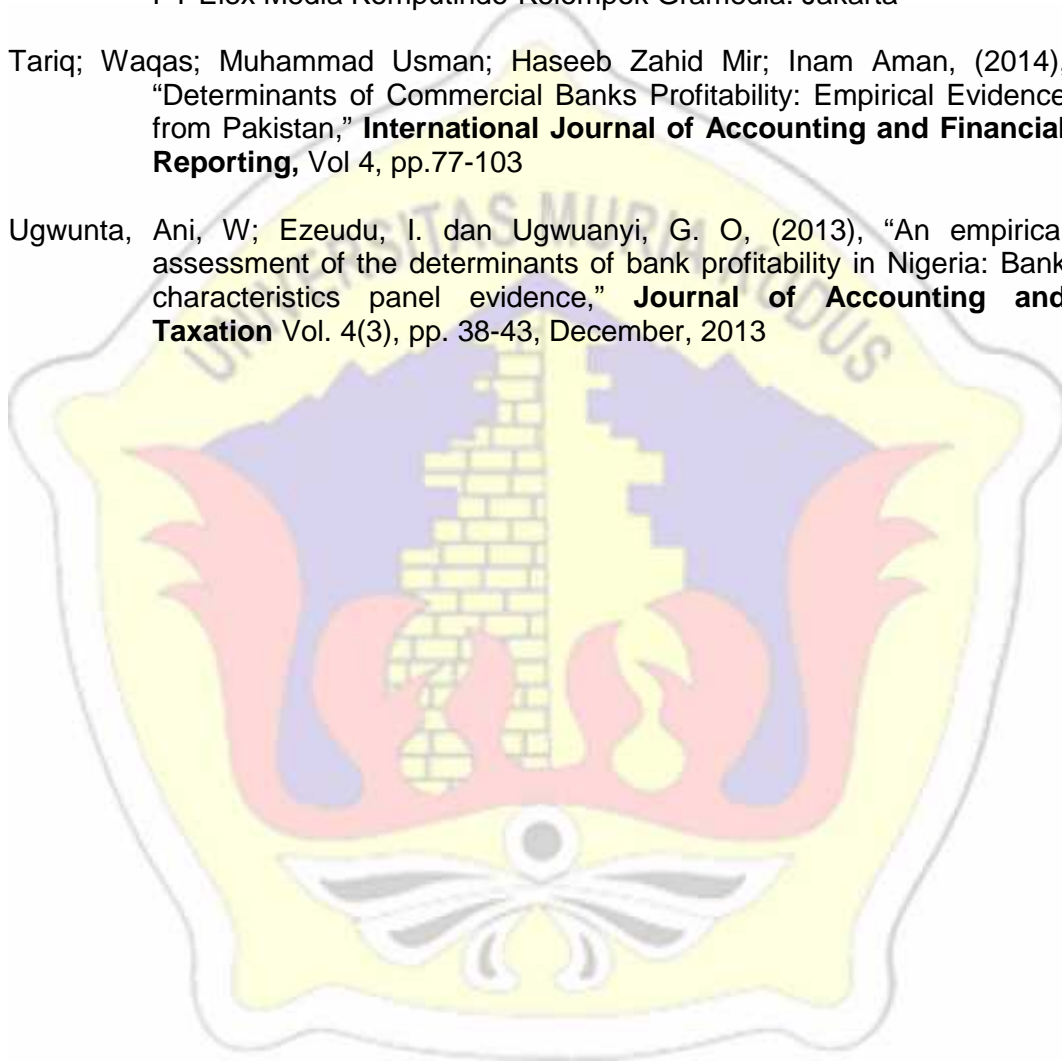 PT Elex Media Komputindo Kelompok Gramedia. Jakarta
Tariq; Waqas; Muhammad Usman; Haseeb Zahid Mir; Inam Aman, (2014),
“Determinants of Commercial Banks Profitability: Empirical Evidence
from Pakistan,” International Journal of Accounting and Financial
Reporting, Vol 4, pp.77-103
Ugwunta, Ani, W; Ezeudu, I. dan Ugwuanyi, G. O, (2013), “An empirical
assessment of the determinants of bank profitability in Nigeria: Bank
characteristics panel evidence,” Journal of Accounting and
Taxation Vol. 4(3), pp. 38-43, December, 2013
UNIVERSITAS MURIA KUDUS